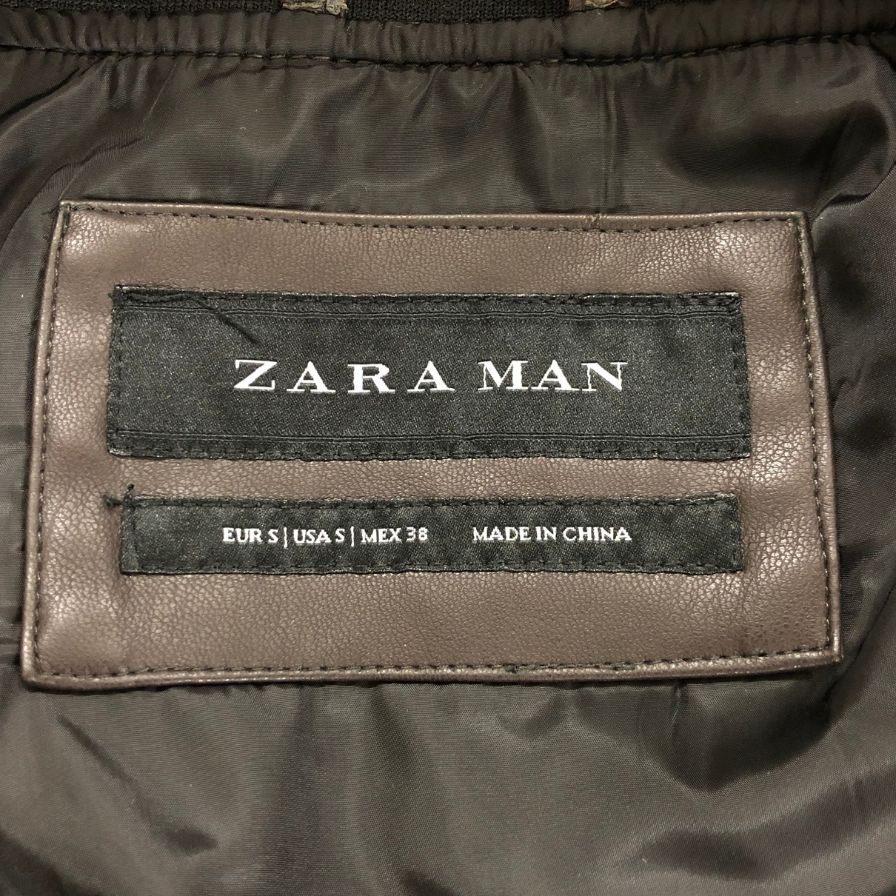 ZARA MAN
EUR S | USA S | MEX 38 MADE IN CHINA